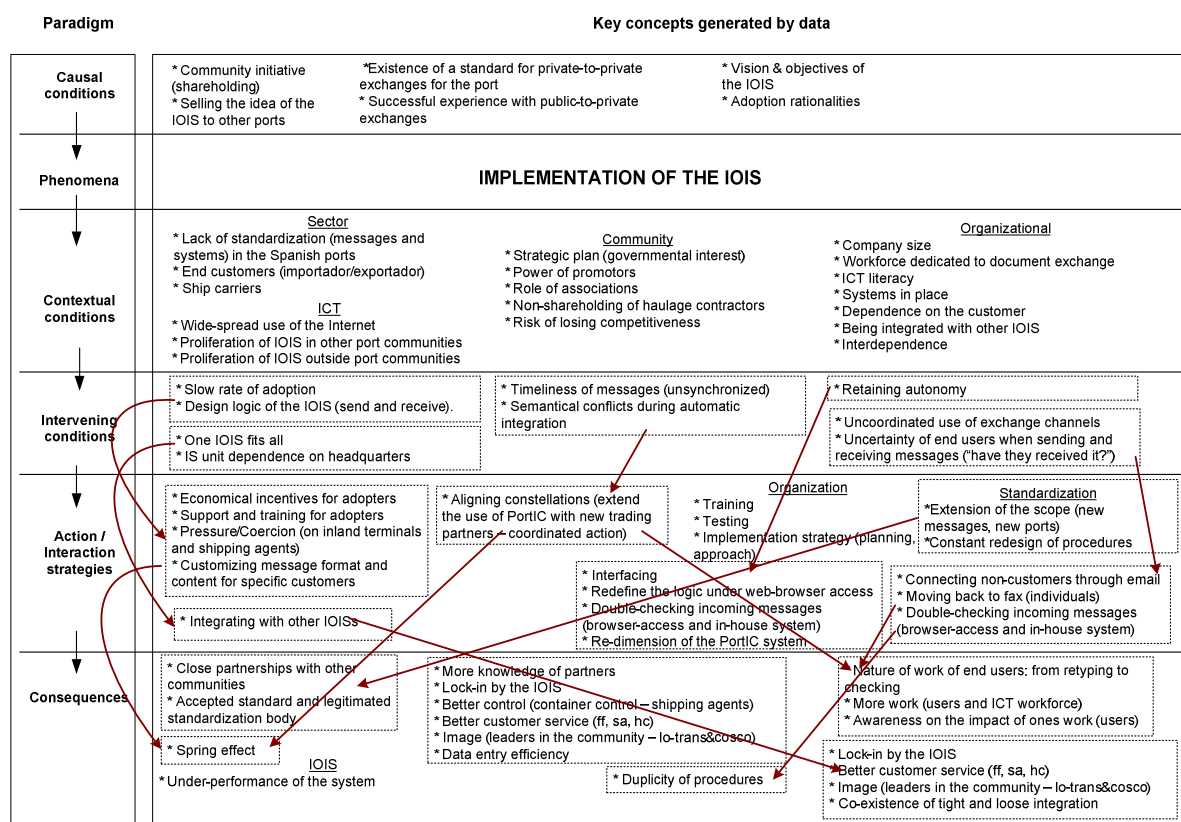 Paradigm
Key concepts generated by data
Causal
conditions
* Community initiative
(shareholding)
* Selling the idea of the
IOIS to other ports
*Existence of a standard for private-to-private
exchanges for the port
* Successful experience with public-to-private
exchanges
* Vision & objectives of
the IOIS
* Adoption rationalities
Phenomena
IMPLEMENTATION OF THE IOIS
Contextual
conditions
Sector
* Lack of standardization (messages and
systems) in the Spanish ports
* End customers (importador/exportador)
* Ship carriers
ICT
* Wide-spread use of the Internet
* Proliferation of IOIS in other port communities
* Proliferation of IOIS outside port communities
Community
* Strategic plan (governmental interest)
* Power of promotors
* Role of associations
* Non-shareholding of haulage contractors
* Risk of losing competitiveness
Organizational
* Company size
* Workforce dedicated to document exchange
* ICT literacy
* Systems in place
* Dependence on the customer
* Being integrated with other IOIS
* Interdependence
Intervening
conditions
* Slow rate of adoption
* Design logic of the IOIS (send and receive).
* One IOIS fits all
* IS unit dependence on headquarters
* Timeliness of messages (unsynchronized)
* Semantical conflicts during automatic
integration
* Retaining autonomy
* Uncoordinated use of exchange channels
* Uncertainty of end users when sending and
receiving messages ("have they received it?")
Action /
Interaction
strategies
* Economical incentives for adopters
* Support and training for adopters
* Pressure/Coercion (on inland terminals
and shipping agents)
* Customizing message format and
content for specific customers
* Integrating with other IOISs
* Aligning constellations (extend
the use of PortIC with new trading
partners – coordinated action)
Organization
* Training
* Testing
* Implementation strategy (planning,
approach)
* Interfacing
* Redefine the logic under web-browser access
* Double-checking incoming messages
(browser-access and in-house system)
* Re-dimension of the PortIC system
Standardization
*Extension of the scope (new
messages, new ports)
*Constant redesign of procedures
* Connecting non-customers through email
* Moving back to fax (individuals)
* Double-checking incoming messages
(browser-access and in-house system)
Consequences
* Close partnerships with other
communities
* Accepted standard and legitimated
standardization body
* Spring effect
IOIS
* Under-performance of the system
* More knowledge of partners
* Lock-in by the IOIS
* Better control (container control – shipping agents)
* Better customer service (ff, sa, hc)
* Image (leaders in the community – lo-trans&cosco)
* Data entry efficiency
* Duplicity of procedures
* Nature of work of end users: from retyping to
checking
* More work (users and ICT workforce)
* Awareness on the impact of ones work (users)
* Lock-in by the IOIS
* Better customer service (ff, sa, hc)
* Image (leaders in the community – lo-trans&cosco)
* Co-existence of tight and loose integration